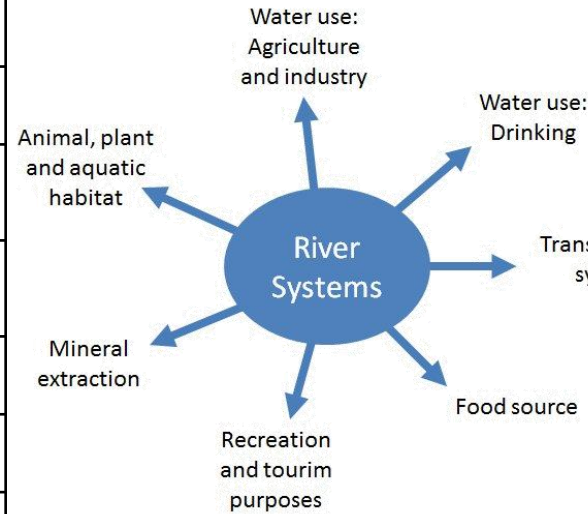 Water use:
Agriculture
and industry
Water use:
Drinking
Animal, plant
and aquatic
habitat
River
Systems
Mineral
extraction
Food source
Recreation
and tourim
purposes